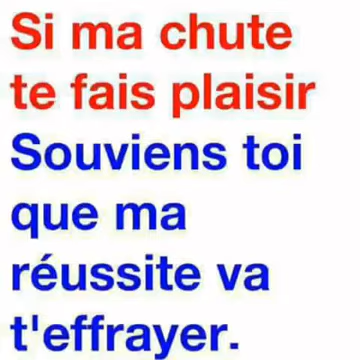 Si ma chute
te fais plaisir
Souviens toi
que ma
réussite va
t'effrayer.